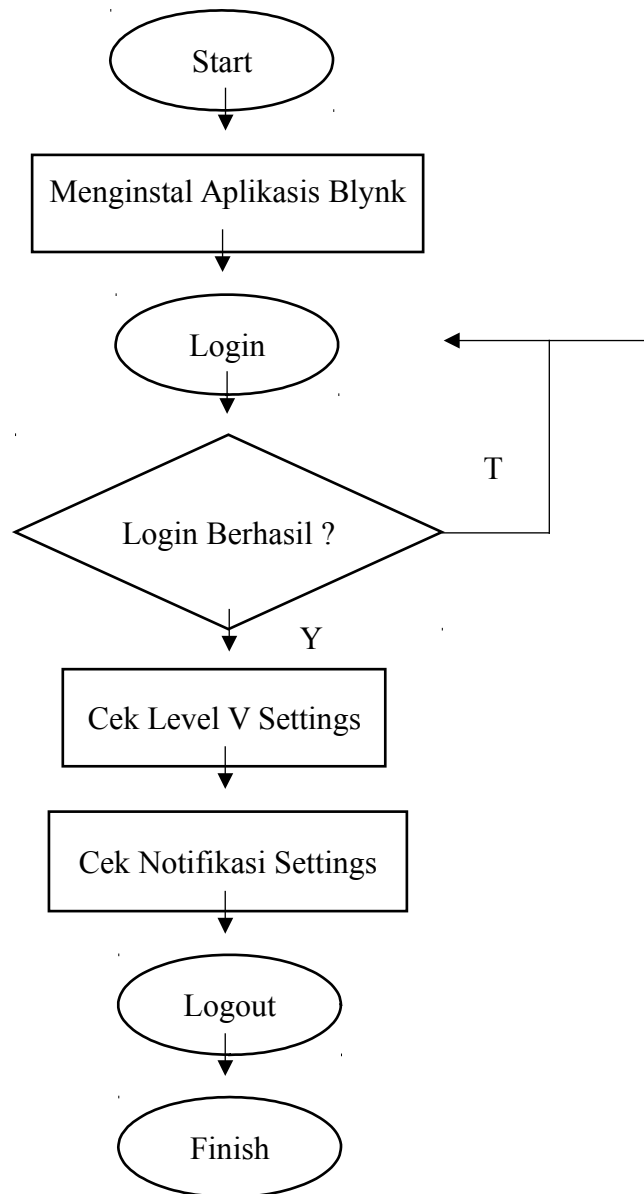 Start
Menginstal Aplikasis Blynk
Login
T
Login Berhasil ?
Y
Cek Level V Settings
Cek Notifikasi Settings
Logout
Finish